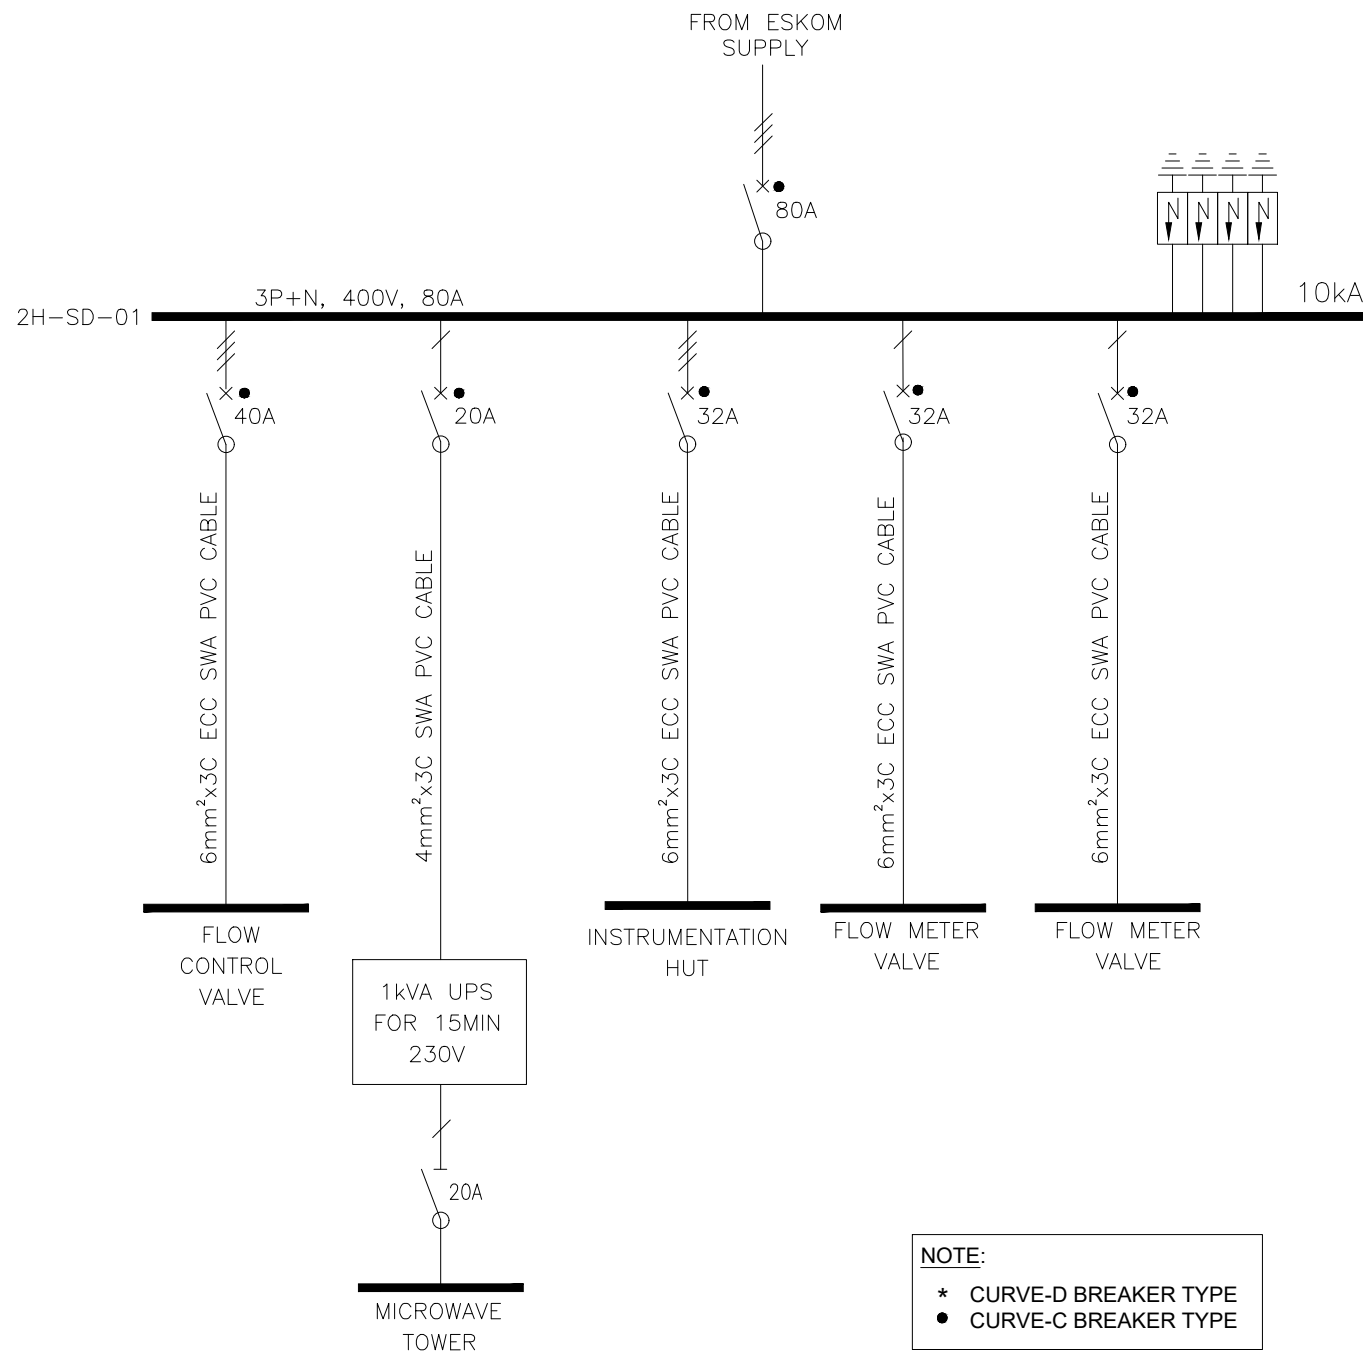 FROM ESKOM
SUPPLY
80A
N N N N
10kA
3P+N, 400V, 80A
2H-SD-01
40A
20A
32A
32A
32A
6mm²x3C ECC SWA PVC CABLE
4mm²x3C SWA PVC CABLE
6mm²x3C ECC SWA PVC CABLE
6mm²x3C ECC SWA PVC CABLE
6mm²x3C ECC SWA PVC CABLE
FLOW
CONTROL
VALVE
INSTRUMENTATION
HUT
FLOW METER
VALVE
FLOW METER
VALVE
1kVA UPS
FOR 15MIN
230V
20A
MICROWAVE
TOWER
NOTE:
* CURVE-D BREAKER TYPE
● CURVE-C BREAKER TYPE